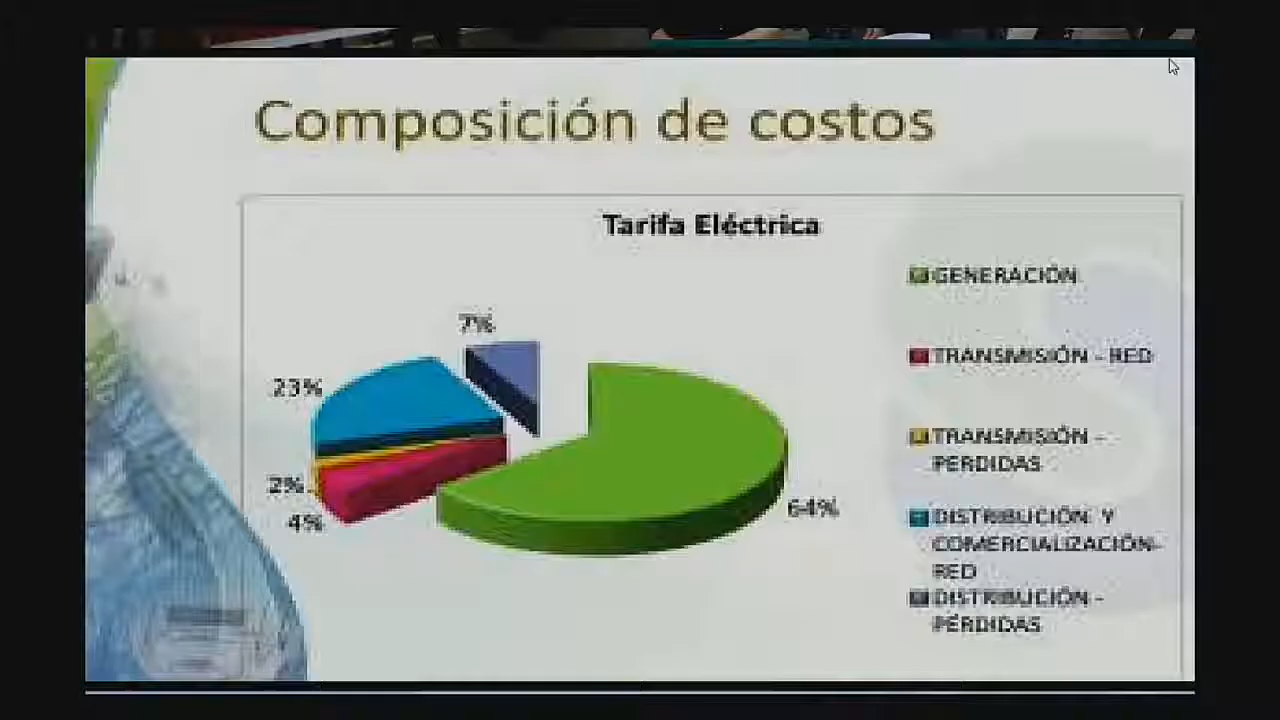 Composición de costos
Tarifa Eléctrica
GENERACIÓN
7%
TRANSMISIÓN - RED
23%
TRANSMISIÓN -
PERDIDAS
2%
64%
4%
DISTRIBUCIÓN Y
COMERCIALIZACIÓN-
RED
DISTRIBUCIÓN -
PÉRDIDAS